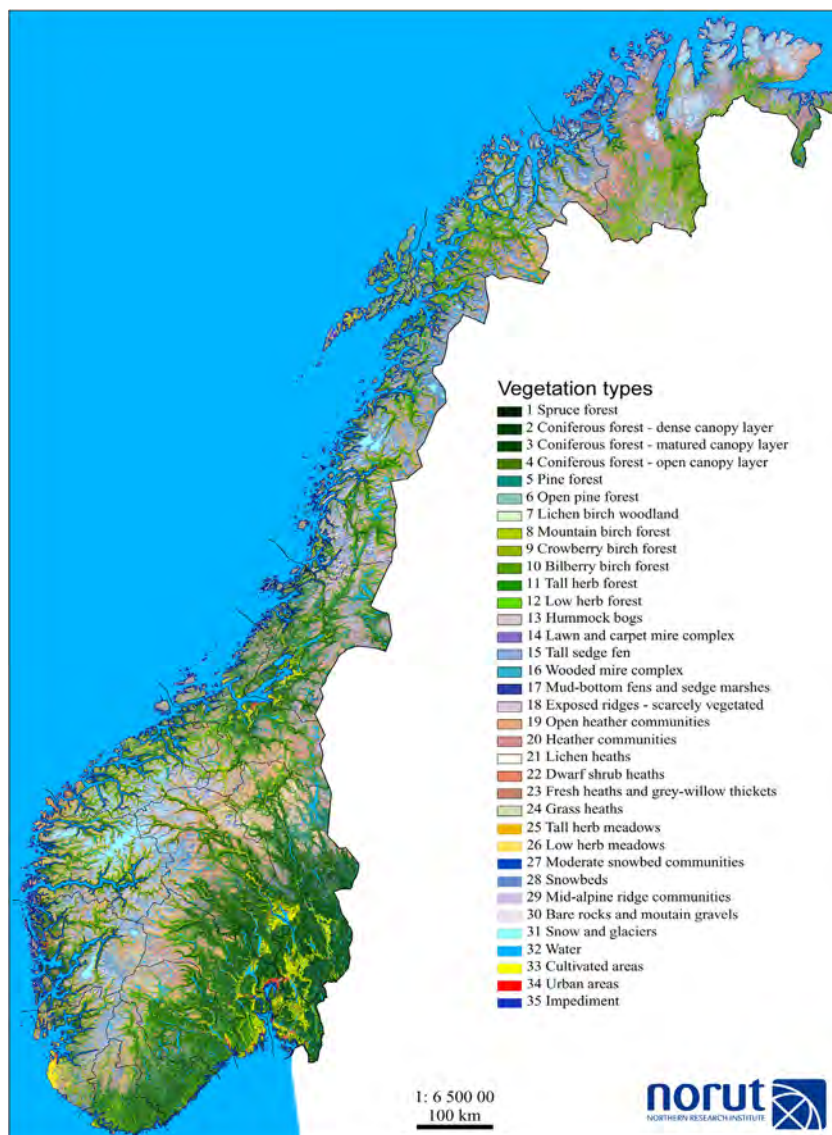 Vegetation types
1 Spruce forest
2 Coniferous forest - dense canopy layer
3 Coniferous forest - matured canopy layer
4 Coniferous forest - open canopy layer
5 Pine forest
6 Open pine forest
7 Lichen birch woodland
8 Mountain birch forest
9 Crowberry birch forest
10 Bilberry birch forest
11 Tall herb forest
12 Low herb forest
13 Hummock bogs
14 Lawn and carpet mire complex
15 Tall sedge fen
16 Wooded mire complex
17 Mud-bottom fens and sedge marshes
18 Exposed ridges - scarcely vegetated
19 Open heather communities
20 Heather communities
21 Lichen heaths
22 Dwarf shrub heaths
23 Fresh heaths and grey-willow thickets
24 Grass heaths
25 Tall herb meadows
26 Low herb meadows
27 Moderate snowbed communities
28 Snowbeds
29 Mid-alpine ridge communities
30 Bare rocks and moutain gravels
31 Snow and glaciers
32 Water
33 Cultivated areas
34 Urban areas
35 Impediment
1: 6 500 00
100 km
norut
NORTHERN RESEARCH INSTITUTE